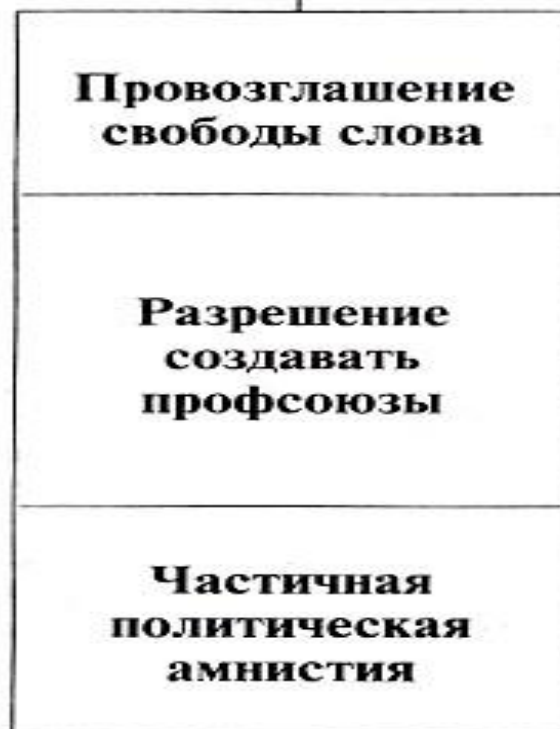 Провозглашение
свободы слова
Разрешение
создавать
профсоюзы
Частичная
политическая
амнистия